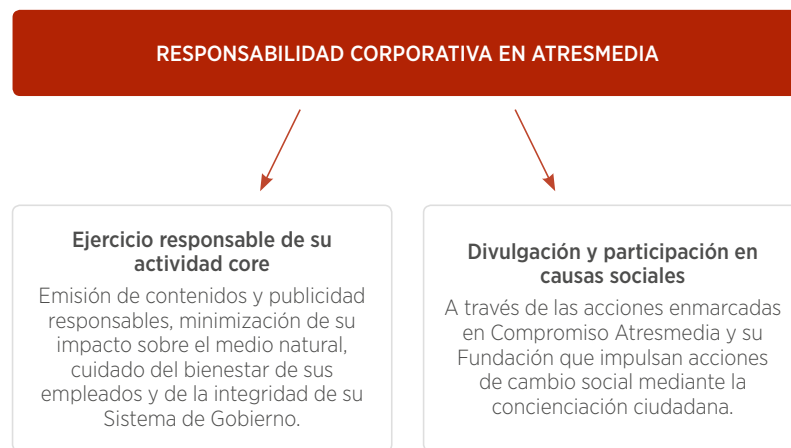 RESPONSABILIDAD CORPORATIVA EN ATRESMEDIA
Ejercicio responsable de su
actividad core
Emisión de contenidos y publicidad
responsables, minimización de su
impacto sobre el medio natural,
cuidado del bienestar de sus
empleados y de la integridad de su
Sistema de Gobierno.
Divulgación y participación en
causas sociales
A través de las acciones enmarcadas
en Compromiso Atresmedia y su
Fundación que impulsan acciones
de cambio social mediante la
concienciación ciudadana.